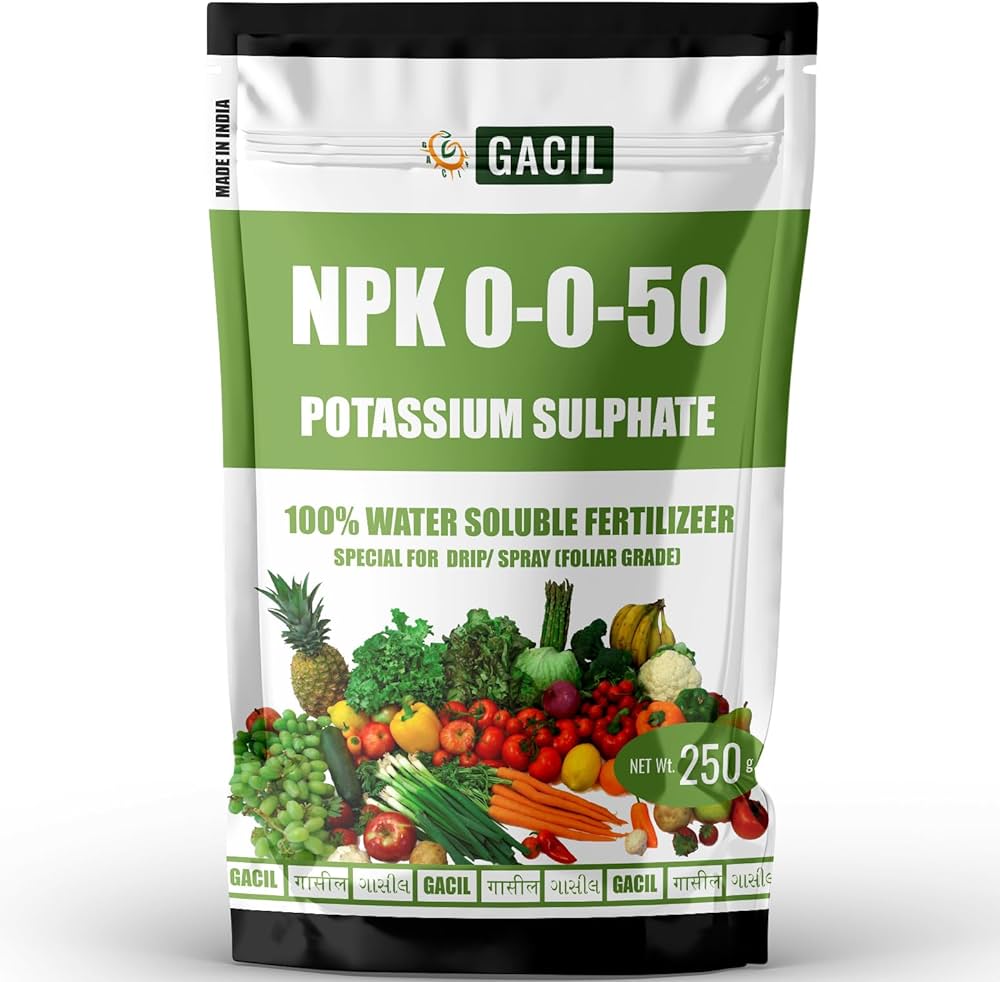 MADE IN INDIA
GACIL
GACIL
NPK 0-0-50
POTASSIUM SULPHATE
100% WATER SOLUBLE FERTILIZEER
SPECIAL FOR DRIP/ SPRAY (FOLIAR GRADE)
NET Wt. 250 g
GACIL गासील ગાસીલ GACIL गासील ગાસીલ GACIL गासील ગાસીલ